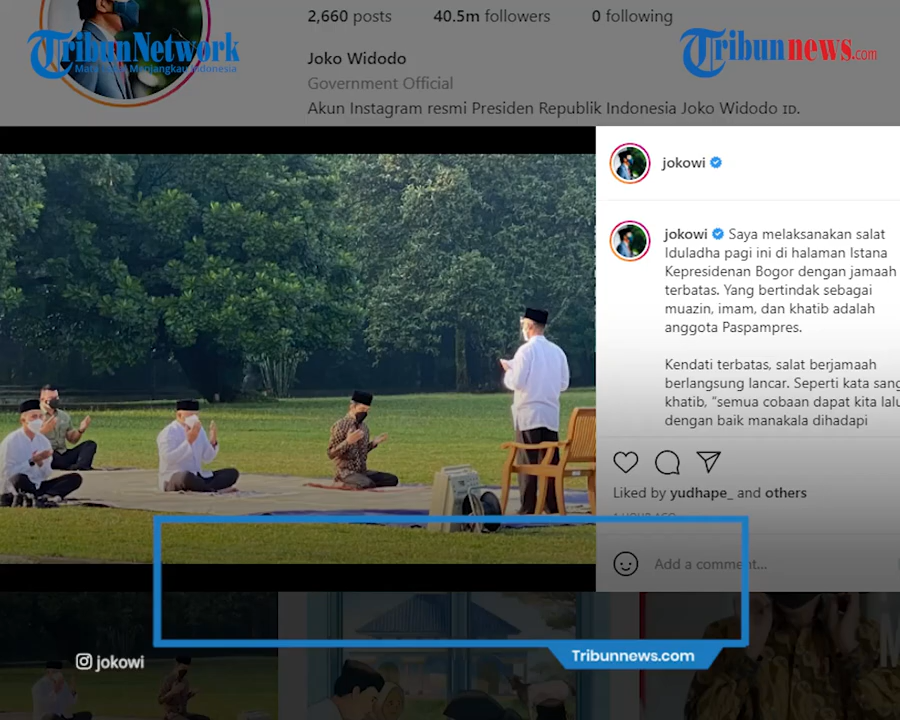 2,660 posts 40.5m followers 0 following
TribunNetwork
Tribunnews.com
Joko Widodo
Government Official
Akun Instagram resmi Presiden Republik Indonesia Joko Widodo ID.
jokowi
jokowi Saya melaksanakan salat
Iduladha pagi ini di halaman Istana
Kepresidenan Bogor dengan jamaah
terbatas. Yang bertindak sebagai
muazin, imam, dan khatib adalah
anggota Paspampres.
Kendati terbatas, salat berjamaah
berlangsung lancar. Seperti kata sang
khatib, "semua cobaan dapat kita lalu
dengan baik manakala dihadapi
Liked by yudhape_ and others
Add a comment...
Tribunnews.com
jokowi